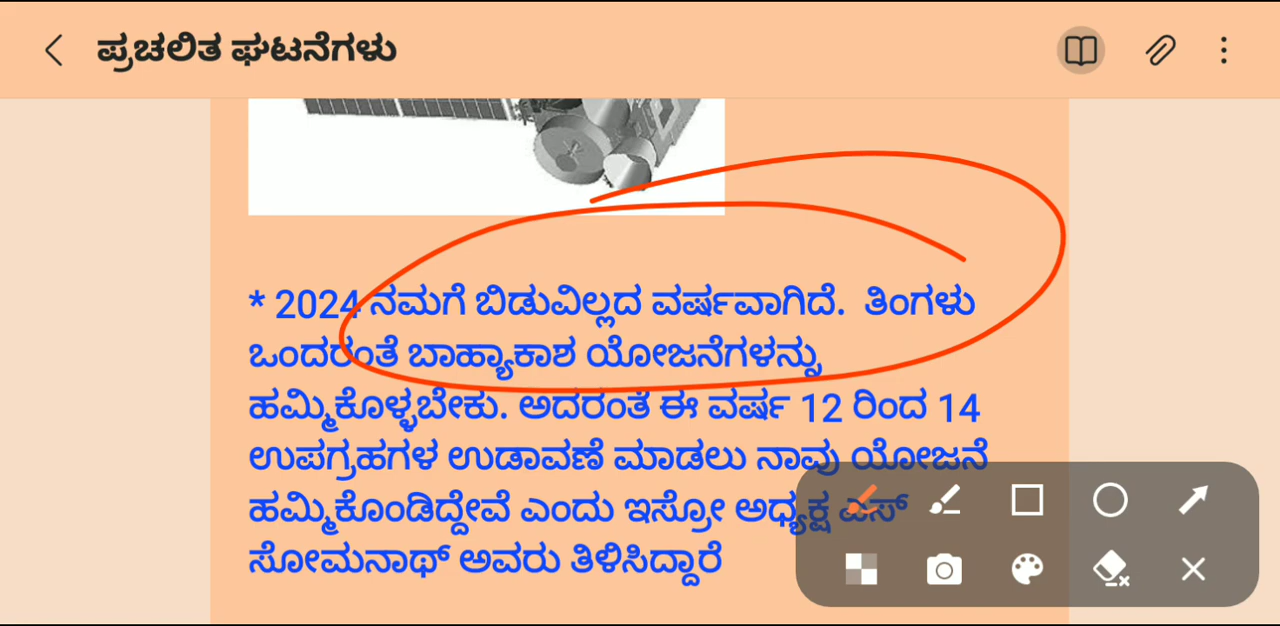 ಪ್ರಚಲಿತ ಘಟನೆಗಳು
* 2024 ನಮಗೆ ಬಿಡುವಿಲ್ಲದ ವರ್ಷವಾಗಿದೆ. ತಿಂಗಳು
ಒಂದರಂತೆ ಬಾಹ್ಯಾಕಾಶ ಯೋಜನೆಗಳನ್ನು
ಹಮ್ಮಿಕೊಳ್ಳಬೇಕು. ಅದರಂತೆ ಈ ವರ್ಷ 12 ರಿಂದ 14
ಉಪಗ್ರಹಗಳ ಉಡಾವಣೆ ಮಾಡಲು ನಾವು ಯೋಜನೆ
ಹಮ್ಮಿಕೊಂಡಿದ್ದೇವೆ ಎಂದು ಇಸ್ರೋ ಅಧ್ಯಕ್ಷ ಎಸ್
ಸೋಮನಾಥ್ ಅವರು ತಿಳಿಸಿದ್ದಾರೆ